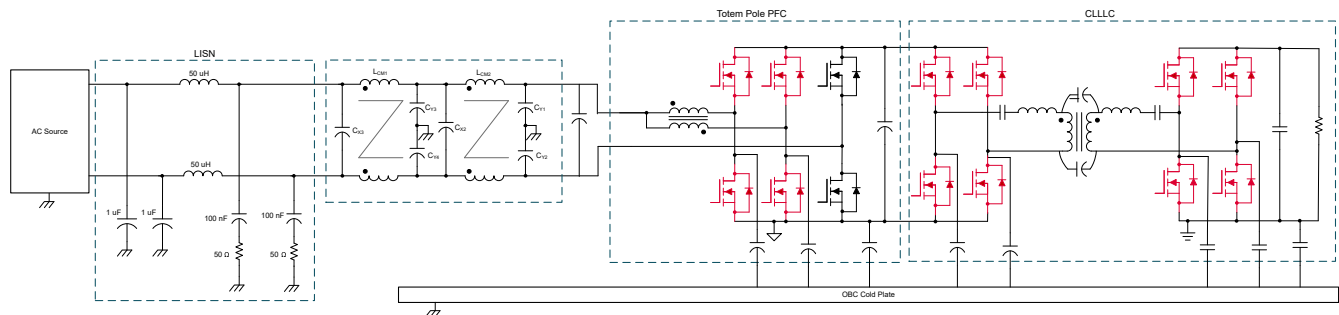 Totem Pole PFC
CLLLC
LISN
50 uH
L_CM1
L_CM2
AC Source
C_Y3
C_Y1
C_X3
C_X2
C_Y4
C_Y2
50 uH
1 uF
1 uF
100 nF
100 nF
50 Ω
50 Ω
OBC Cold Plate